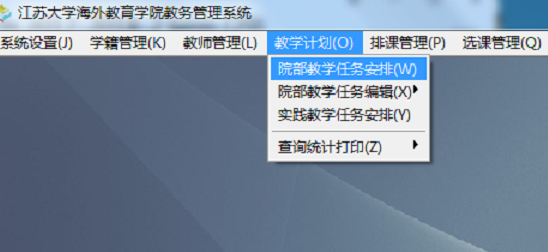 江苏大学海外教育学院教务管理系统
系统设置(J) 学籍管理(K) 教师管理(L) 教学计划(O) 排课管理(P) 选课管理(Q)
院部教学任务安排(W)
院部教学任务编辑(X)
实践教学任务安排(Y)
查询统计打印(Z)